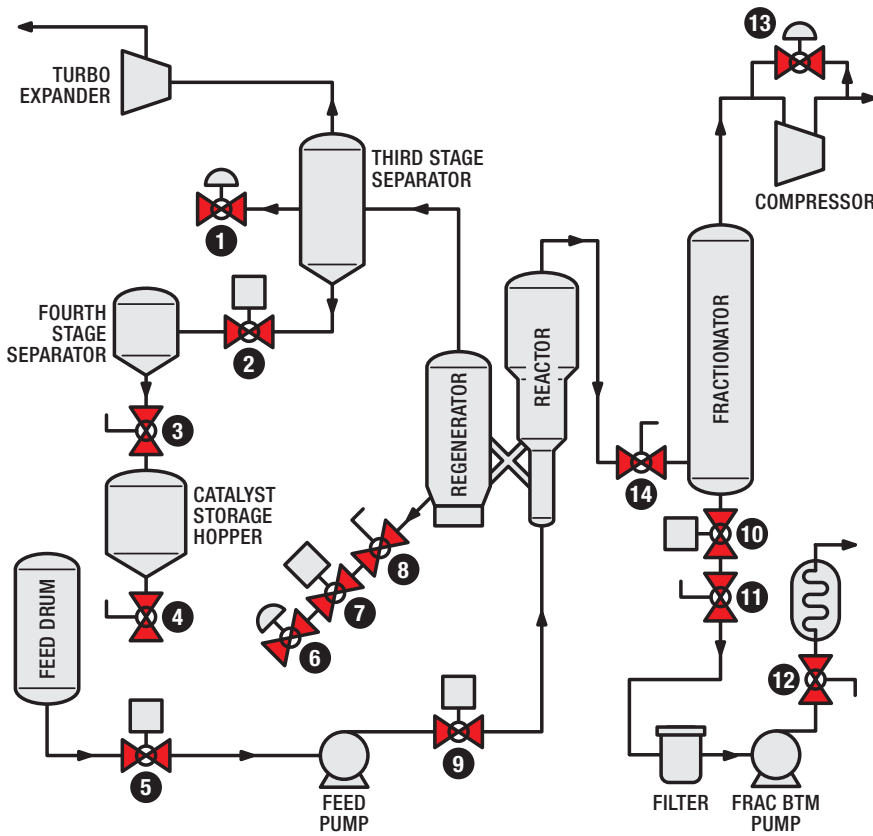 13
TURBO
EXPANDER
THIRD STAGE
SEPARATOR
COMPRESSOR
1
FOURTH
STAGE
SEPARATOR
2
REACTOR
FRACTIONATOR
REGENERATOR
3
14
CATALYST
STORAGE
HOPPER
10
8
FEED DRUM
4
7
11
6
12
5
9
FEED
PUMP
FILTER
FRAC BTM
PUMP